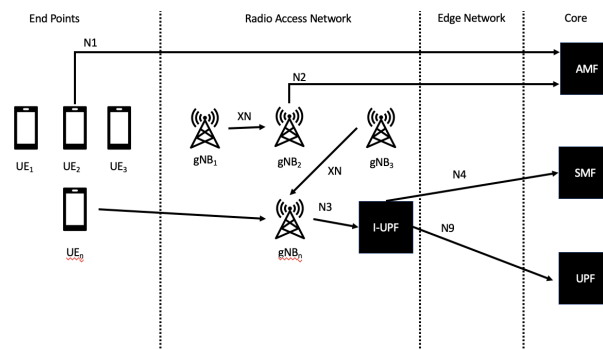 End Points
Radio Access Network
Edge Network
Core
N1
N2
AMF
XN
UE₁
UE₂
UE₃
gNB₁
gNB₂
gNB₃
XN
N4
SMF
N3
I-UPF
N9
UEₙ
gNBₙ
UPF